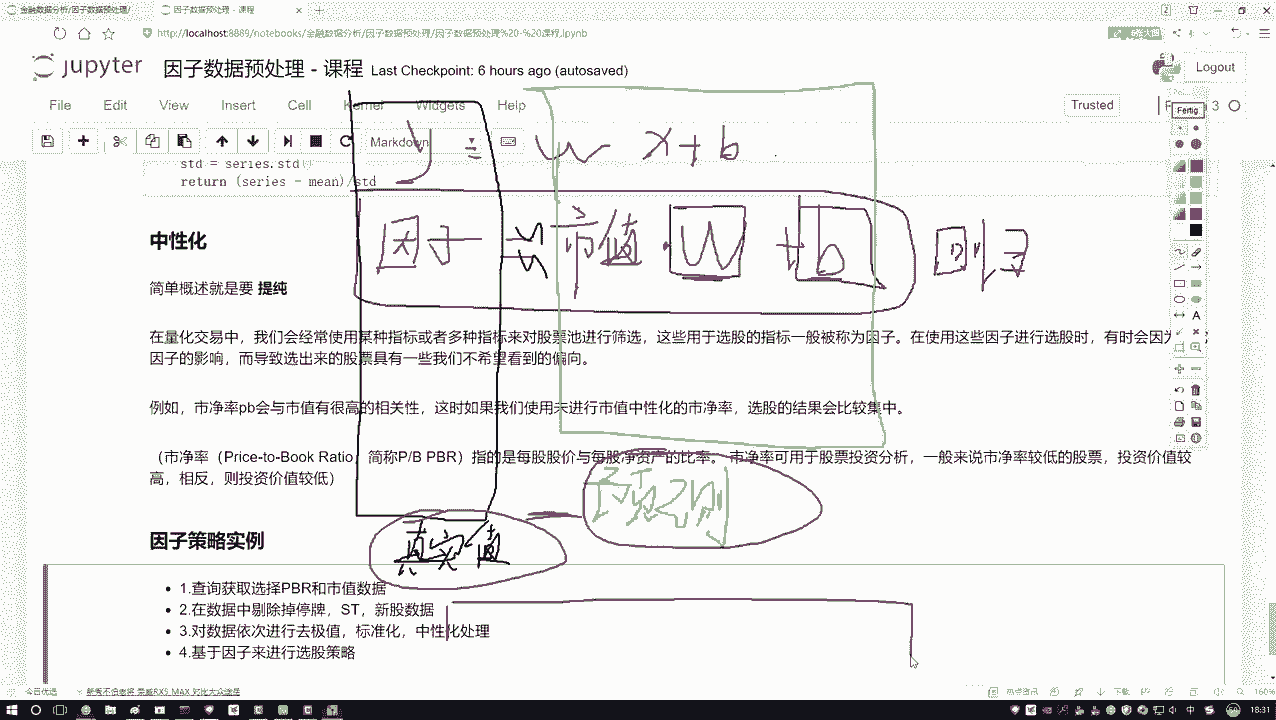 金融数据分析/因子数据预处理/
因子数据预处理 - 课程
http://localhost:8889/notebooks/金融数据分析/因子数据预处理/因子数据预处理%20-%20课程.ipynb
jupyter 因子数据预处理 - 课程 Last Checkpoint: 6 hours ago (autosaved)
Logout
File Edit View Insert Cell Kernel Widgets Help
Trusted
3
Fertig
Markdown
y = w x + b
std = series.std
return (series - mean)/std
因子 市值 · W + b 回归
中性化
简单概述就是要 提纯
在量化交易中，我们会经常使用某种指标或者多种指标来对股票池进行筛选，这些用于选股的指标一般被称为因子。在使用这些因子进行选股时，有时会因为
因子的影响，而导致选出来的股票具有一些我们不希望看到的偏向。
例如，市净率pb会与市值有很高的相关性，这时如果我们使用未进行市值中性化的市净率，选股的结果会比较集中。
（市净率（Price-to-Book Ratio，简称P/B PBR）指的是每股股价与每股净资产的比率。 市净率可用于股票投资分析，一般来说市净率较低的股票，投资价值较
高，相反，则投资价值较低）
真实值 - 预测
因子策略实例
1.查询获取选择PBR和市值数据
2.在数据中剔除掉停牌，ST，新股数据
3.对数据依次进行去极值，标准化，中性化处理
4.基于因子来进行选股策略
今日优选
热点资讯
下载
160%
中
18:31